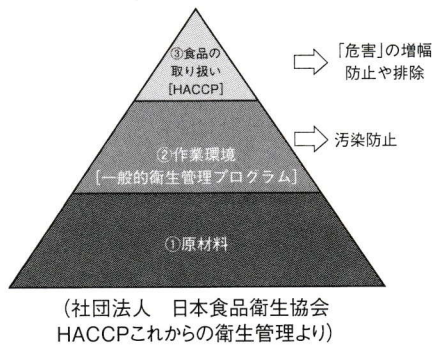 ③食品の
取り扱い
[HACCP]
「危害」の増幅
防止や排除
②作業環境
[一般的衛生管理プログラム]
汚染防止
①原材料
(社団法人　日本食品衛生協会
HACCPこれからの衛生管理より)